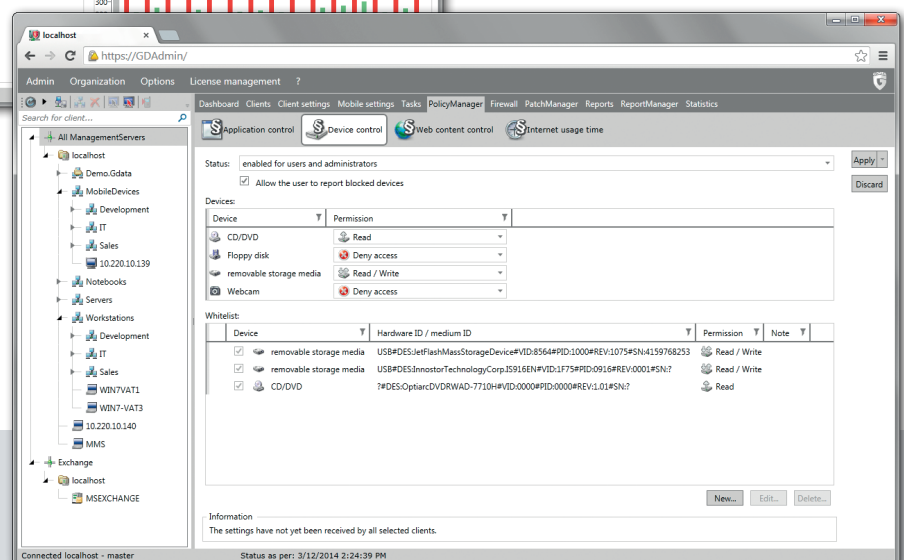 300
localhost
https://GDAdmin/
Admin Organization Options License management ?
Search for client...
Dashboard Clients Client settings Mobile settings Tasks PolicyManager Firewall PatchManager Reports ReportManager Statistics
Application control Device control Web content control Internet usage time
All ManagementServers
localhost
Demo.Gdata
MobileDevices
Development
IT
Sales
10.220.10.139
Notebooks
Servers
Workstations
Development
IT
Sales
WIN7VAT1
WIN7-VAT3
10.220.10.140
MMS
Exchange
localhost
MSEXCHANGE
Status: enabled for users and administrators
Apply
Allow the user to report blocked devices
Discard
Devices:
Device Permission
CD/DVD Read
Floppy disk Deny access
removable storage media Read / Write
Webcam Deny access
Whitelist:
Device Hardware ID / medium ID Permission Note
removable storage media USB#DES:JetFlashMassStorageDevice#VID:8564#PID:1000#REV:1075#SN:4159768253 Read / Write
removable storage media USB#DES:InnostorTechnologyCorp.IS916EN#VID:1F75#PID:0916#REV:0001#SN:? Read / Write
CD/DVD ?#DES:OptiarcDVDRWAD-7710H#VID:0000#PID:0000#REV:1.01#SN:? Read
New... Edit... Delete...
Information
The settings have not yet been received by all selected clients.
Connected localhost - master Status as per: 3/12/2014 2:24:39 PM